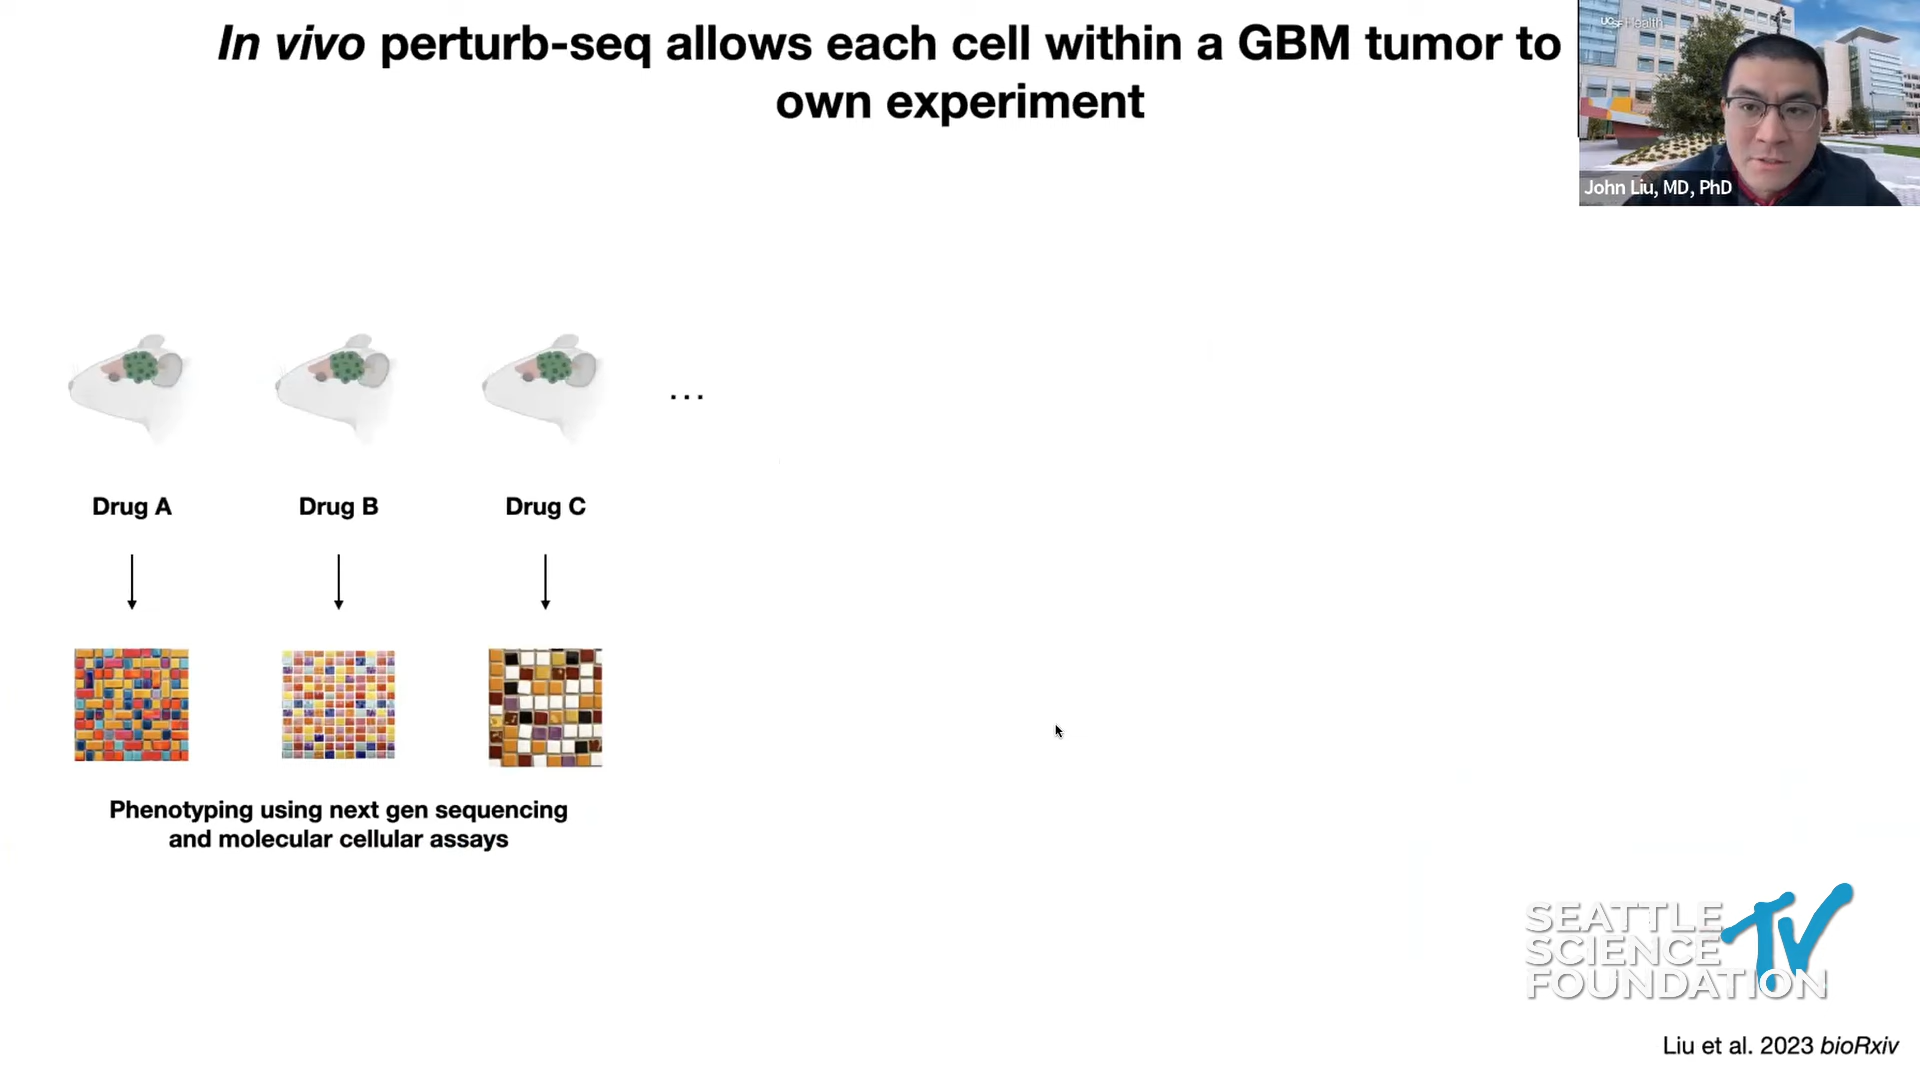 In vivo perturb-seq allows each cell within a GBM tumor to
own experiment
UCSF Health
John Liu, MD, PhD
...
Drug A
Drug B
Drug C
Phenotyping using next gen sequencing
and molecular cellular assays
SEATTLE
SCIENCE
FOUNDATION
TV
Liu et al. 2023 bioRxiv